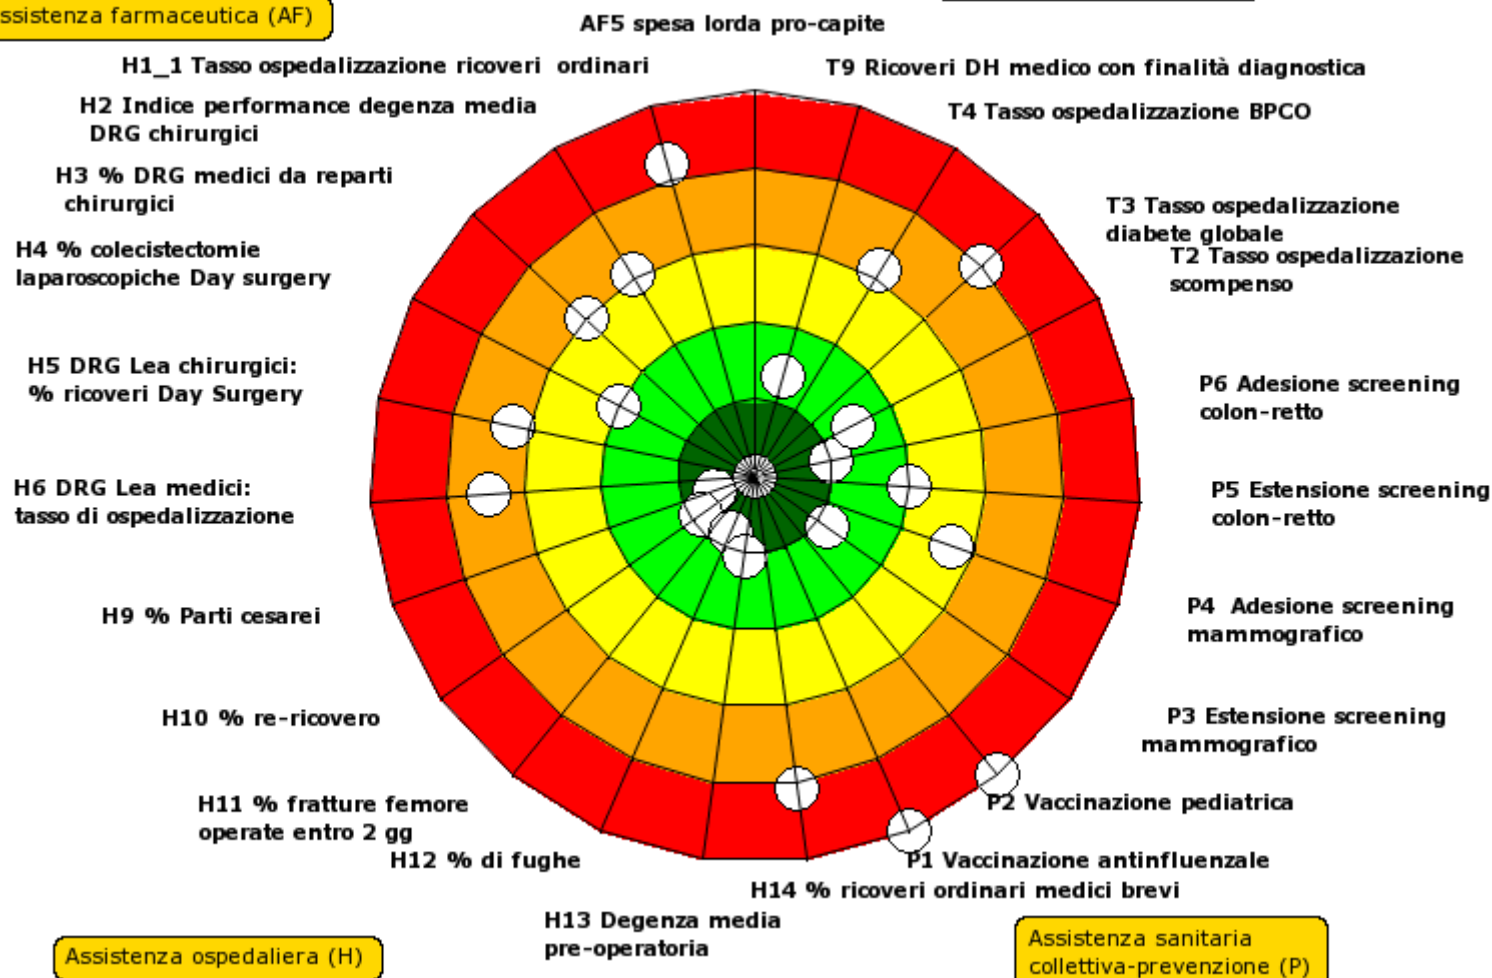 ssistenza farmaceutica (AF)
AF5 spesa lorda pro-capite
H1_1 Tasso ospedalizzazione ricoveri ordinari
T9 Ricoveri DH medico con finalità diagnostica
H2 Indice performance degenza media
DRG chirurgici
T4 Tasso ospedalizzazione BPCO
H3 % DRG medici da reparti
chirurgici
T3 Tasso ospedalizzazione
diabete globale
H4 % colecistectomie
laparoscopiche Day surgery
T2 Tasso ospedalizzazione
scompenso
H5 DRG Lea chirurgici:
% ricoveri Day Surgery
P6 Adesione screening
colon-retto
H6 DRG Lea medici:
tasso di ospedalizzazione
P5 Estensione screening
colon-retto
H9 % Parti cesarei
P4 Adesione screening
mammografico
H10 % re-ricovero
P3 Estensione screening
mammografico
H11 % fratture femore
operate entro 2 gg
P2 Vaccinazione pediatrica
H12 % di fughe
P1 Vaccinazione antinfluenzale
H14 % ricoveri ordinari medici brevi
H13 Degenza media
pre-operatoria
Assistenza ospedaliera (H)
Assistenza sanitaria
collettiva-prevenzione (P)